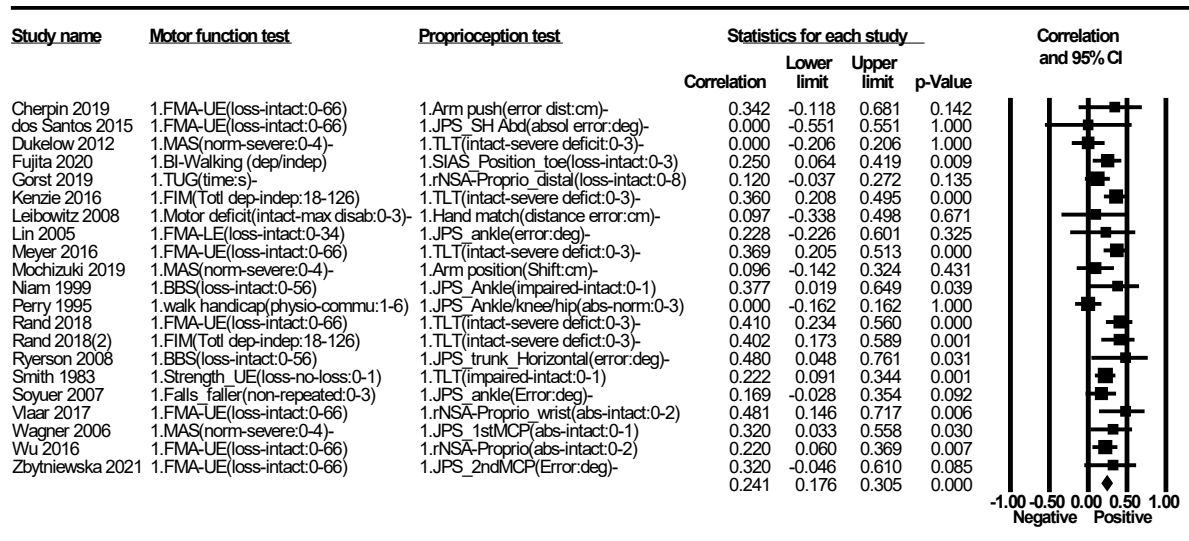 Study name Motor function test Proprioception test Statistics for each study Correlation
and 95% CI
Lower Upper
Correlation limit limit p-Value
Cherpin 2019 1.FMA-UE(loss-intact:0-66) 1.Arm push(error dist:cm)- 0.342 -0.118 0.681 0.142
dos Santos 2015 1.FMA-UE(loss-intact:0-66) 1.JPS_SH Abd(absol error:deg)- 0.000 -0.551 0.551 1.000
Dukelow 2012 1.MAS(norm-severe:0-4)- 1.TLT(intact-severe deficit:0-3)- 0.000 -0.206 0.206 1.000
Fujita 2020 1.BI-Walking (dep/indep) 1.SIAS_Position_toe(loss-intact:0-3) 0.250 0.064 0.419 0.009
Gorst 2019 1.TUG(time:s)- 1.rNSA-Proprio_distal(loss-intact:0-8) 0.120 -0.037 0.272 0.135
Kenzie 2016 1.FIM(Totl dep-indep:18-126) 1.TLT(intact-severe deficit:0-3)- 0.360 0.208 0.495 0.000
Leibowitz 2008 1.Motor deficit(intact-max disab:0-3)- 1.Hand match(distance error:cm)- 0.097 -0.338 0.498 0.671
Lin 2005 1.FMA-LE(loss-intact:0-34) 1.JPS_ankle(error:deg)- 0.228 -0.226 0.601 0.325
Meyer 2016 1.FMA-UE(loss-intact:0-66) 1.TLT(intact-severe deficit:0-3)- 0.369 0.205 0.513 0.000
Mochizuki 2019 1.MAS(norm-severe:0-4)- 1.Arm position(Shift:cm)- 0.096 -0.142 0.324 0.431
Niam 1999 1.BBS(loss-intact:0-56) 1.JPS_Ankle(impaired-intact:0-1) 0.377 0.019 0.649 0.039
Perry 1995 1.walk handicap(physio-commu:1-6) 1.JPS_Ankle/knee/hip(abs-norm:0-3) 0.000 -0.162 0.162 1.000
Rand 2018 1.FMA-UE(loss-intact:0-66) 1.TLT(intact-severe deficit:0-3)- 0.410 0.234 0.560 0.000
Rand 2018(2) 1.FIM(Totl dep-indep:18-126) 1.TLT(intact-severe deficit:0-3)- 0.402 0.173 0.589 0.001
Ryerson 2008 1.BBS(loss-intact:0-56) 1.JPS_trunk_Horizontal(error:deg)- 0.480 0.048 0.761 0.031
Smith 1983 1.Strength_UE(loss-no-loss:0-1) 1.TLT(impaired-intact:0-1) 0.222 0.091 0.344 0.001
Soyuer 2007 1.Falls_faller(non-repeated:0-3) 1.JPS_ankle(Error:deg)- 0.169 -0.028 0.354 0.092
Vlaar 2017 1.FMA-UE(loss-intact:0-66) 1.rNSA-Proprio_wrist(abs-intact:0-2) 0.481 0.146 0.717 0.006
Wagner 2006 1.MAS(norm-severe:0-4)- 1.JPS_1stMCP(abs-intact:0-1) 0.320 0.033 0.558 0.030
Wu 2016 1.FMA-UE(loss-intact:0-66) 1.rNSA-Proprio(abs-intact:0-2) 0.220 0.060 0.369 0.007
Zbytniewska 2021 1.FMA-UE(loss-intact:0-66) 1.JPS_2ndMCP(Error:deg)- 0.320 -0.046 0.610 0.085
0.241 0.176 0.305 0.000
-1.00 -0.50 0.00 0.50 1.00
Negative Positive